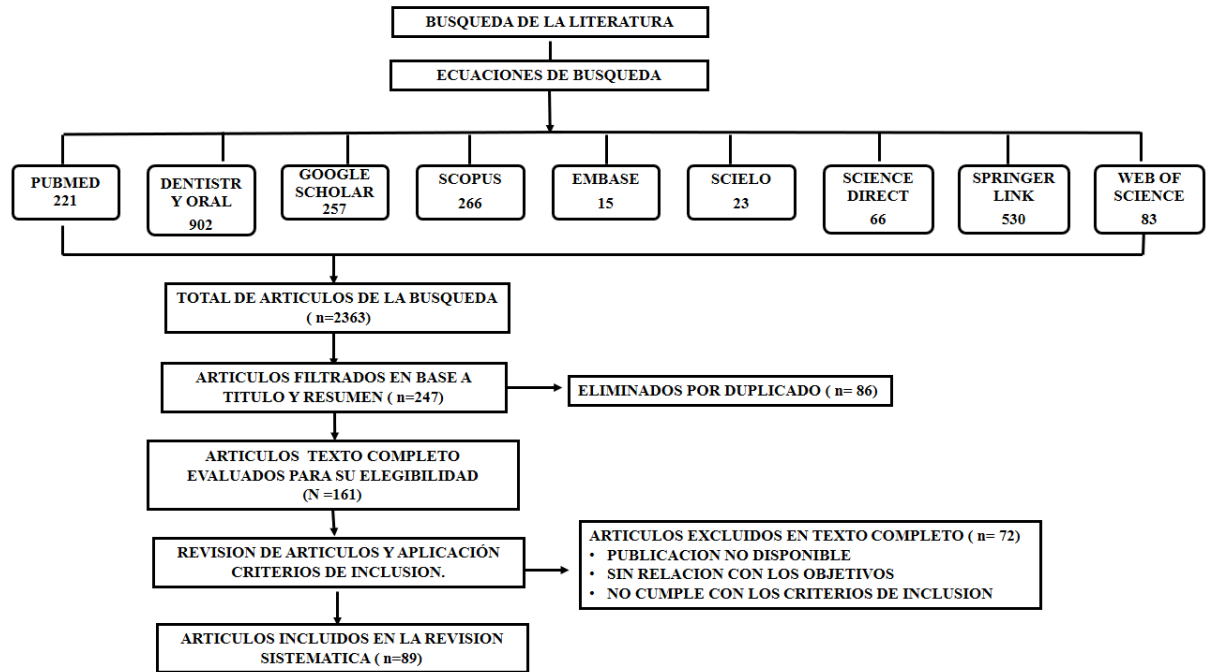 BUSQUEDA DE LA LITERATURA
ECUACIONES DE BUSQUEDA
PUBMED
221
DENTISTR
Y ORAL
902
GOOGLE
SCHOLAR
257
SCOPUS
266
EMBASE
15
SCIELO
23
SCIENCE
DIRECT
66
SPRINGER
LINK
530
WEB OF
SCIENCE
83
TOTAL DE ARTICULOS DE LA BUSQUEDA
( n=2363)
ARTICULOS FILTRADOS EN BASE A
TITULO Y RESUMEN ( n=247)
ELIMINADOS POR DUPLICADO ( n= 86)
ARTICULOS TEXTO COMPLETO
EVALUADOS PARA SU ELEGIBILIDAD
(N =161)
REVISION DE ARTICULOS Y APLICACIÓN
CRITERIOS DE INCLUSION.
ARTICULOS EXCLUIDOS EN TEXTO COMPLETO ( n= 72)
• PUBLICACION NO DISPONIBLE
• SIN RELACION CON LOS OBJETIVOS
• NO CUMPLE CON LOS CRITERIOS DE INCLUSION
ARTICULOS INCLUIDOS EN LA REVISION
SISTEMATICA ( n=89)